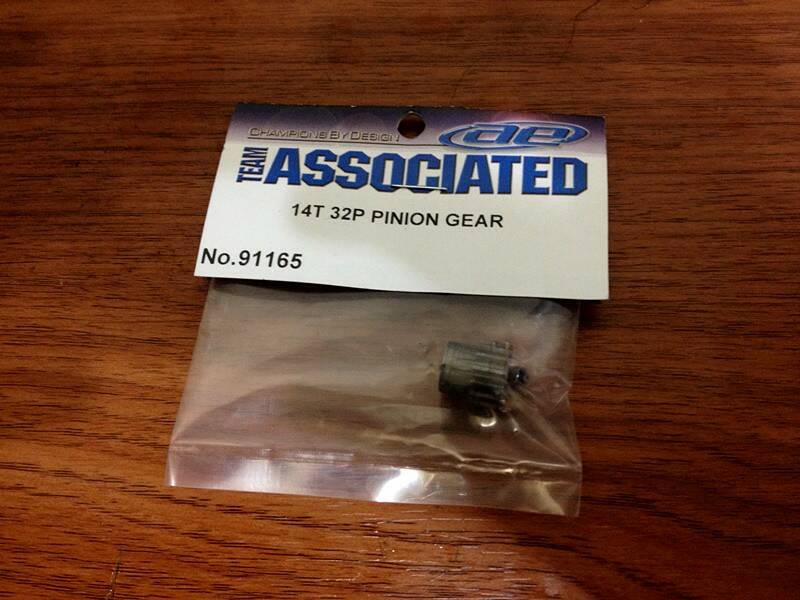 CHAMPIONS BY DESIGN
ae
TEAM ASSOCIATED
14T 32P PINION GEAR
No.91165